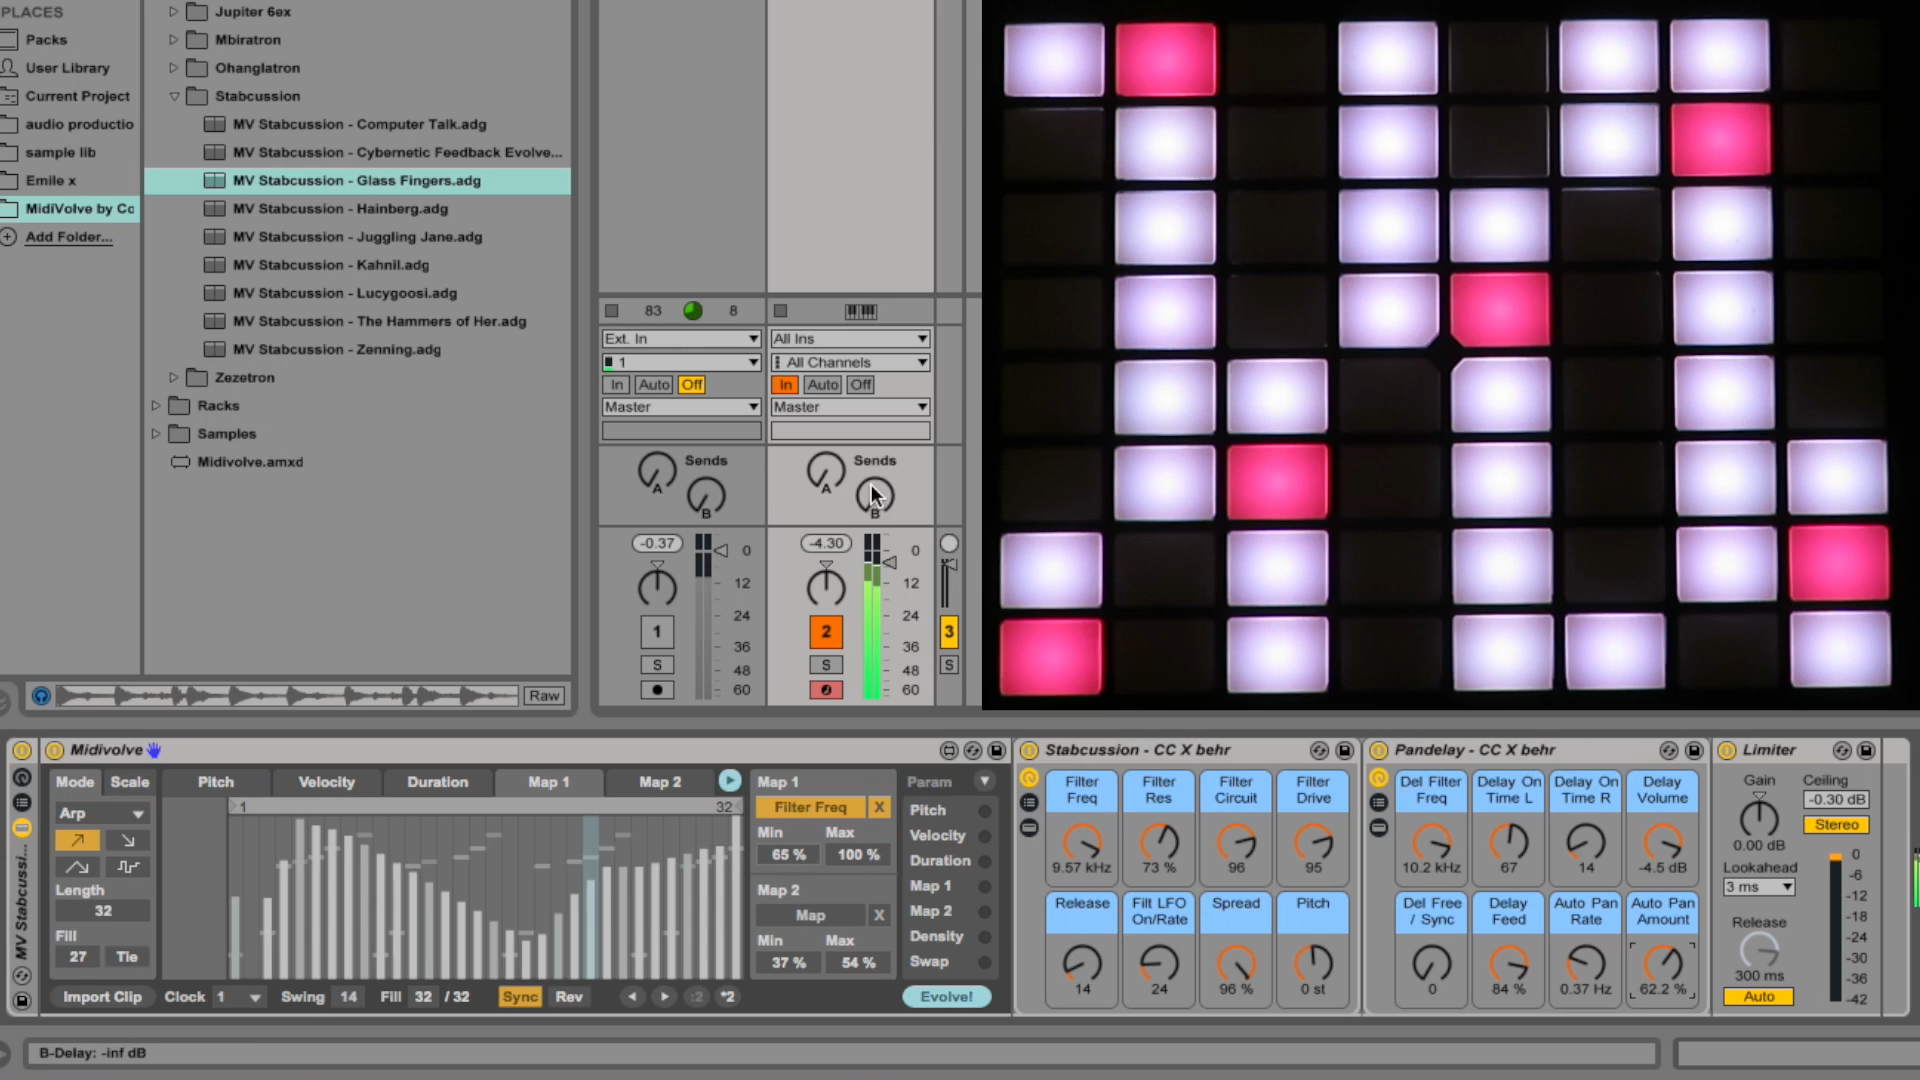 PLACES
Packs
User Library
Current Project
audio productio
sample lib
Emile x
MidiVolve by Cc
Add Folder...
Jupiter 6ex
Mbiratron
Ohanglatron
Stabcussion
MV Stabcussion - Computer Talk.adg
MV Stabcussion - Cybernetic Feedback Evolve...
MV Stabcussion - Glass Fingers.adg
MV Stabcussion - Hainberg.adg
MV Stabcussion - Juggling Jane.adg
MV Stabcussion - Kahnil.adg
MV Stabcussion - Lucygoosi.adg
MV Stabcussion - The Hammers of Her.adg
MV Stabcussion - Zenning.adg
Zezetron
Racks
Samples
Midivolve.amxd
Raw
83 8
Ext. In
1
In Auto Off
Master
Sends
A
B
-0.37
0
12
24
36
48
60
1
S
All Ins
All Channels
In Auto Off
Master
Sends
A
B
-4.30
0
12
24
36
48
60
2
S
3
S
MV Stabcussi...
Midivolve
Mode Scale
Arp
Length
32
Fill
27 Tie
Pitch Velocity Duration Map 1 Map 2
1 32
Import Clip Clock 1 Swing 14 Fill 32 / 32 Sync Rev :2 *2
Map 1
Filter Freq X
Min Max
65 % 100 %
Map 2
Map X
Min Max
37 % 54 %
Param
Pitch
Velocity
Duration
Map 1
Map 2
Density
Swap
Evolve!
Stabcussion - CC X behr
Filter Freq
Filter Res
Filter Circuit
Filter Drive
9.57 kHz 73 % 96 95
Release
Filt LFO On/Rate
Spread
Pitch
14 24 96 % 0 st
Pandelay - CC X behr
Del Filter Freq
Delay On Time L
Delay On Time R
Delay Volume
10.2 kHz 67 14 -4.5 dB
Del Free / Sync
Delay Feed
Auto Pan Rate
Auto Pan Amount
0 84 % 0.37 Hz 62.2 %
Limiter
Gain
0.00 dB
Lookahead
3 ms
Release
300 ms
Auto
Ceiling
-0.30 dB
Stereo
0
-6
-12
-18
-24
-30
-36
-42
B-Delay: -inf dB